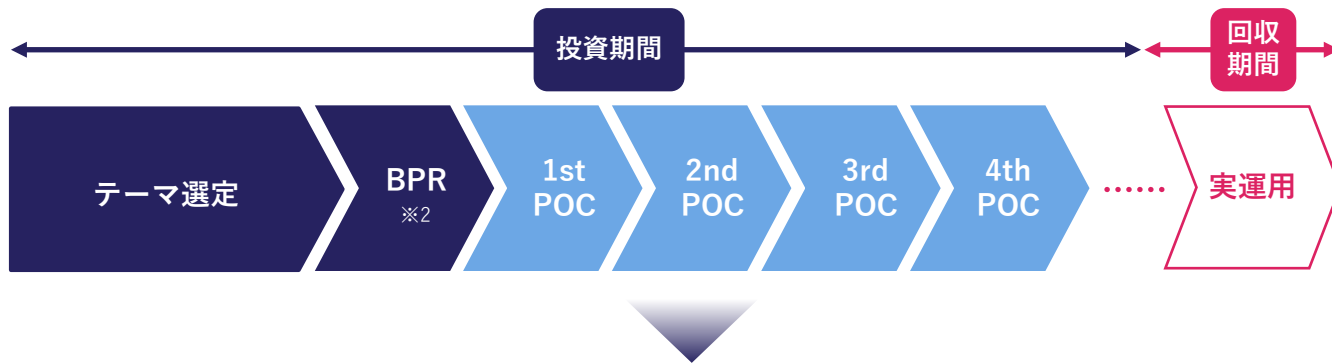 投資期間
回収
期間
テーマ選定
BPR
※2
1st
POC
2nd
POC
3rd
POC
4th
POC
……
実運用